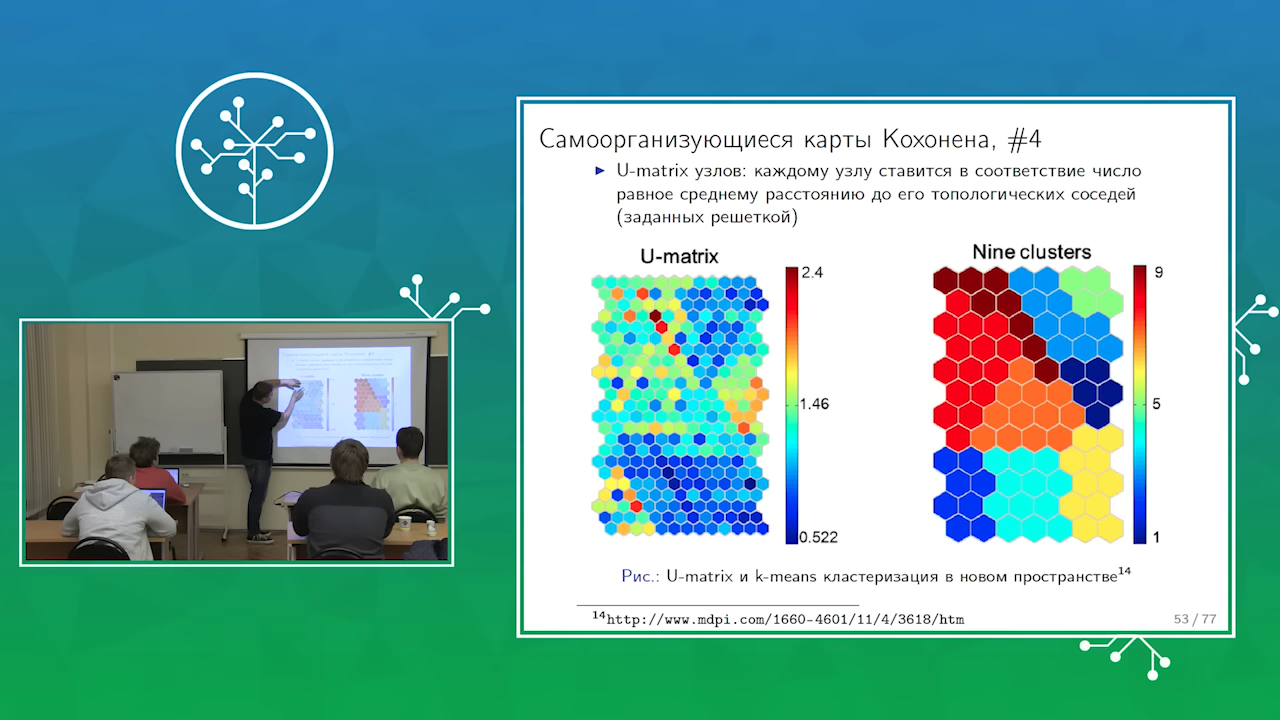 Самоорганизующиеся карты Кохонена, #4
U-matrix узлов: каждому узлу ставится в соответствие число
равное среднему расстоянию до его топологических соседей
(заданных решеткой)
U-matrix
2.4
1.46
0.522
Nine clusters
9
5
1
Рис.: U-matrix и k-means кластеризация в новом пространстве14
14http://www.mdpi.com/1660-4601/11/4/3618/htm
53 / 77